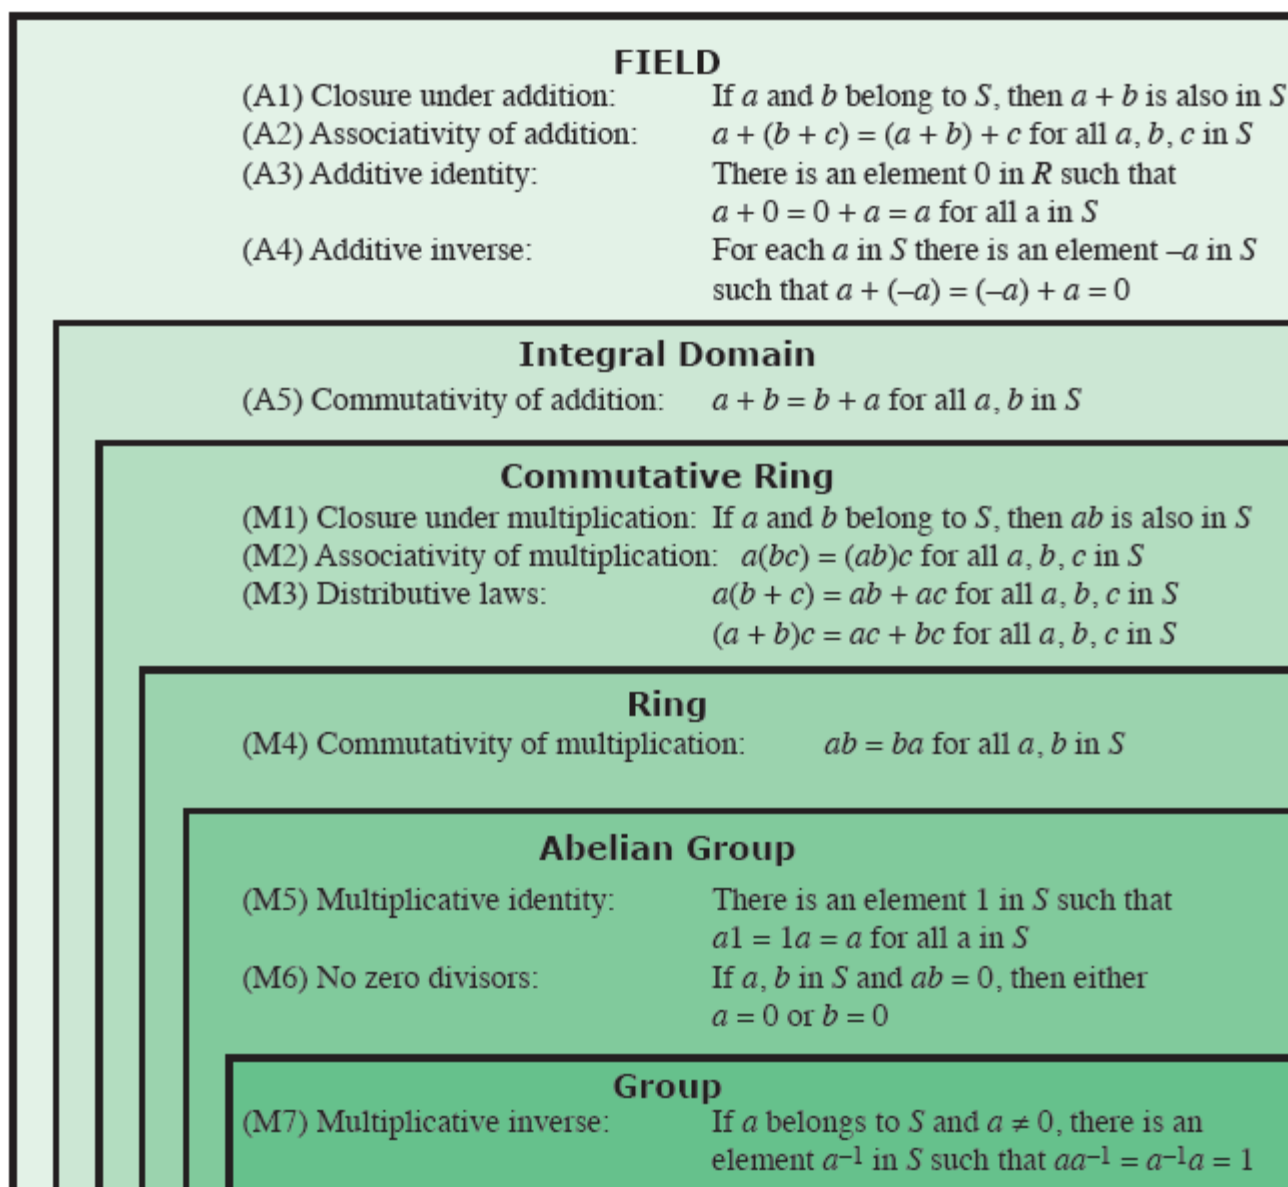 FIELD
(A1) Closure under addition: If a and b belong to S, then a + b is also in S
(A2) Associativity of addition: a + (b + c) = (a + b) + c for all a, b, c in S
(A3) Additive identity: There is an element 0 in R such that
a + 0 = 0 + a = a for all a in S
(A4) Additive inverse: For each a in S there is an element –a in S
such that a + (–a) = (–a) + a = 0
Integral Domain
(A5) Commutativity of addition: a + b = b + a for all a, b in S
Commutative Ring
(M1) Closure under multiplication: If a and b belong to S, then ab is also in S
(M2) Associativity of multiplication: a(bc) = (ab)c for all a, b, c in S
(M3) Distributive laws: a(b + c) = ab + ac for all a, b, c in S
(a + b)c = ac + bc for all a, b, c in S
Ring
(M4) Commutativity of multiplication: ab = ba for all a, b in S
Abelian Group
(M5) Multiplicative identity: There is an element 1 in S such that
a1 = 1a = a for all a in S
(M6) No zero divisors: If a, b in S and ab = 0, then either
a = 0 or b = 0
Group
(M7) Multiplicative inverse: If a belongs to S and a ≠ 0, there is an
element a⁻¹ in S such that aa⁻¹ = a⁻¹a = 1